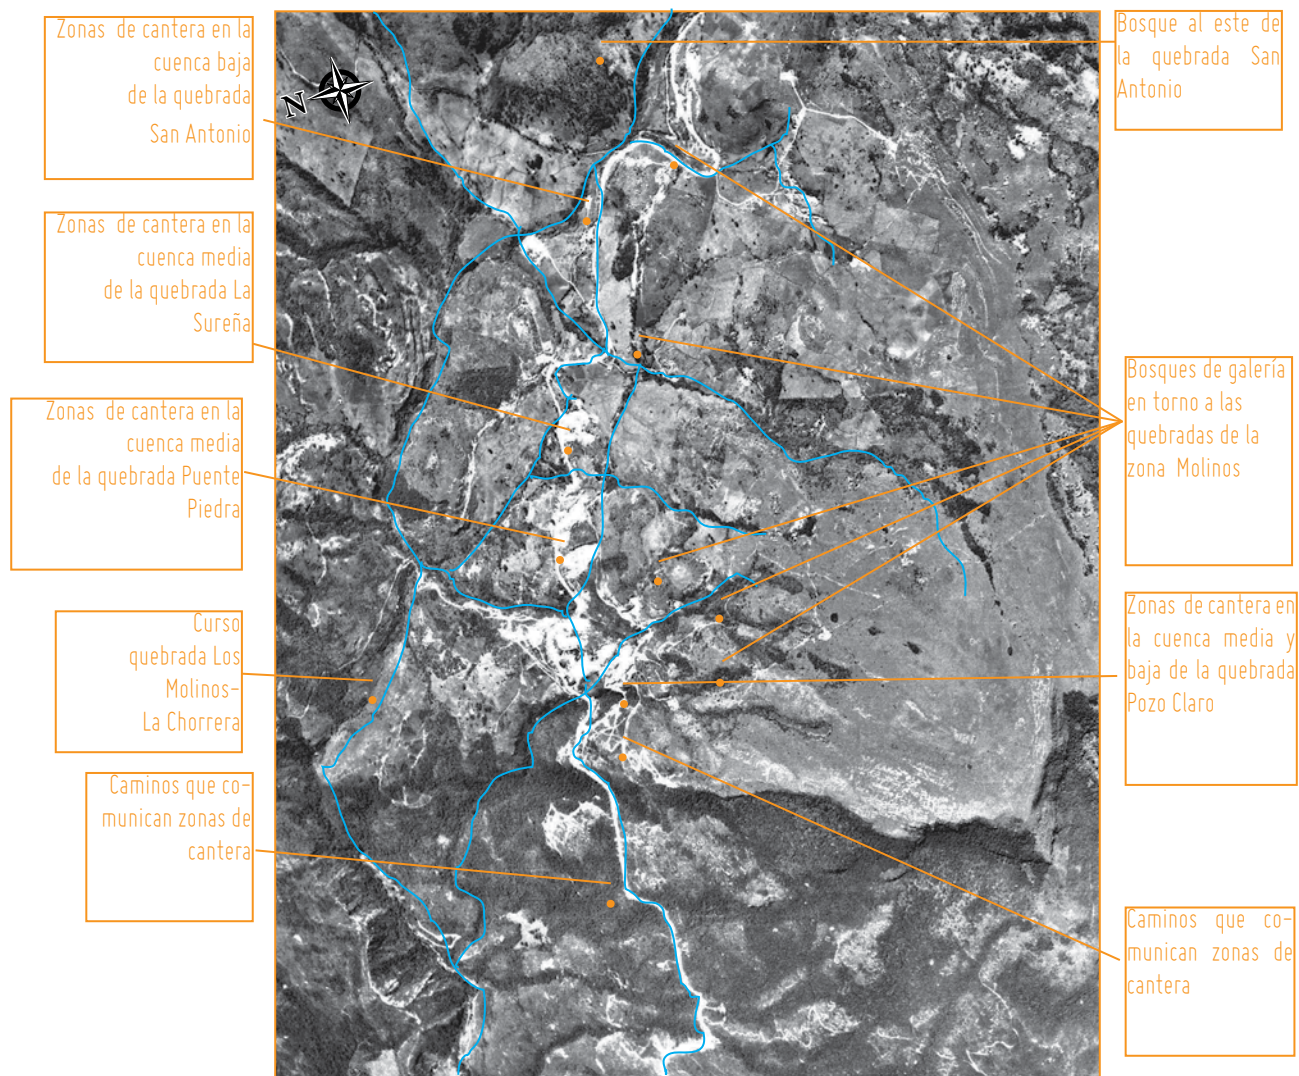 Zonas de cantera en la
cuenca baja
de la quebrada
San Antonio
N
Zonas de cantera en la
cuenca media
de la quebrada La
Sureña
Zonas de cantera en la
cuenca media
de la quebrada Puente
Piedra
Curso
quebrada Los
Molinos-
La Chorrera
Caminos que co-
munican zonas de
cantera
Bosque al este de
la quebrada San
Antonio
Bosques de galería
en torno a las
quebradas de la
zona Molinos
Zonas de cantera en
la cuenca media y
baja de la quebrada
Pozo Claro
Caminos que co-
munican zonas de
cantera